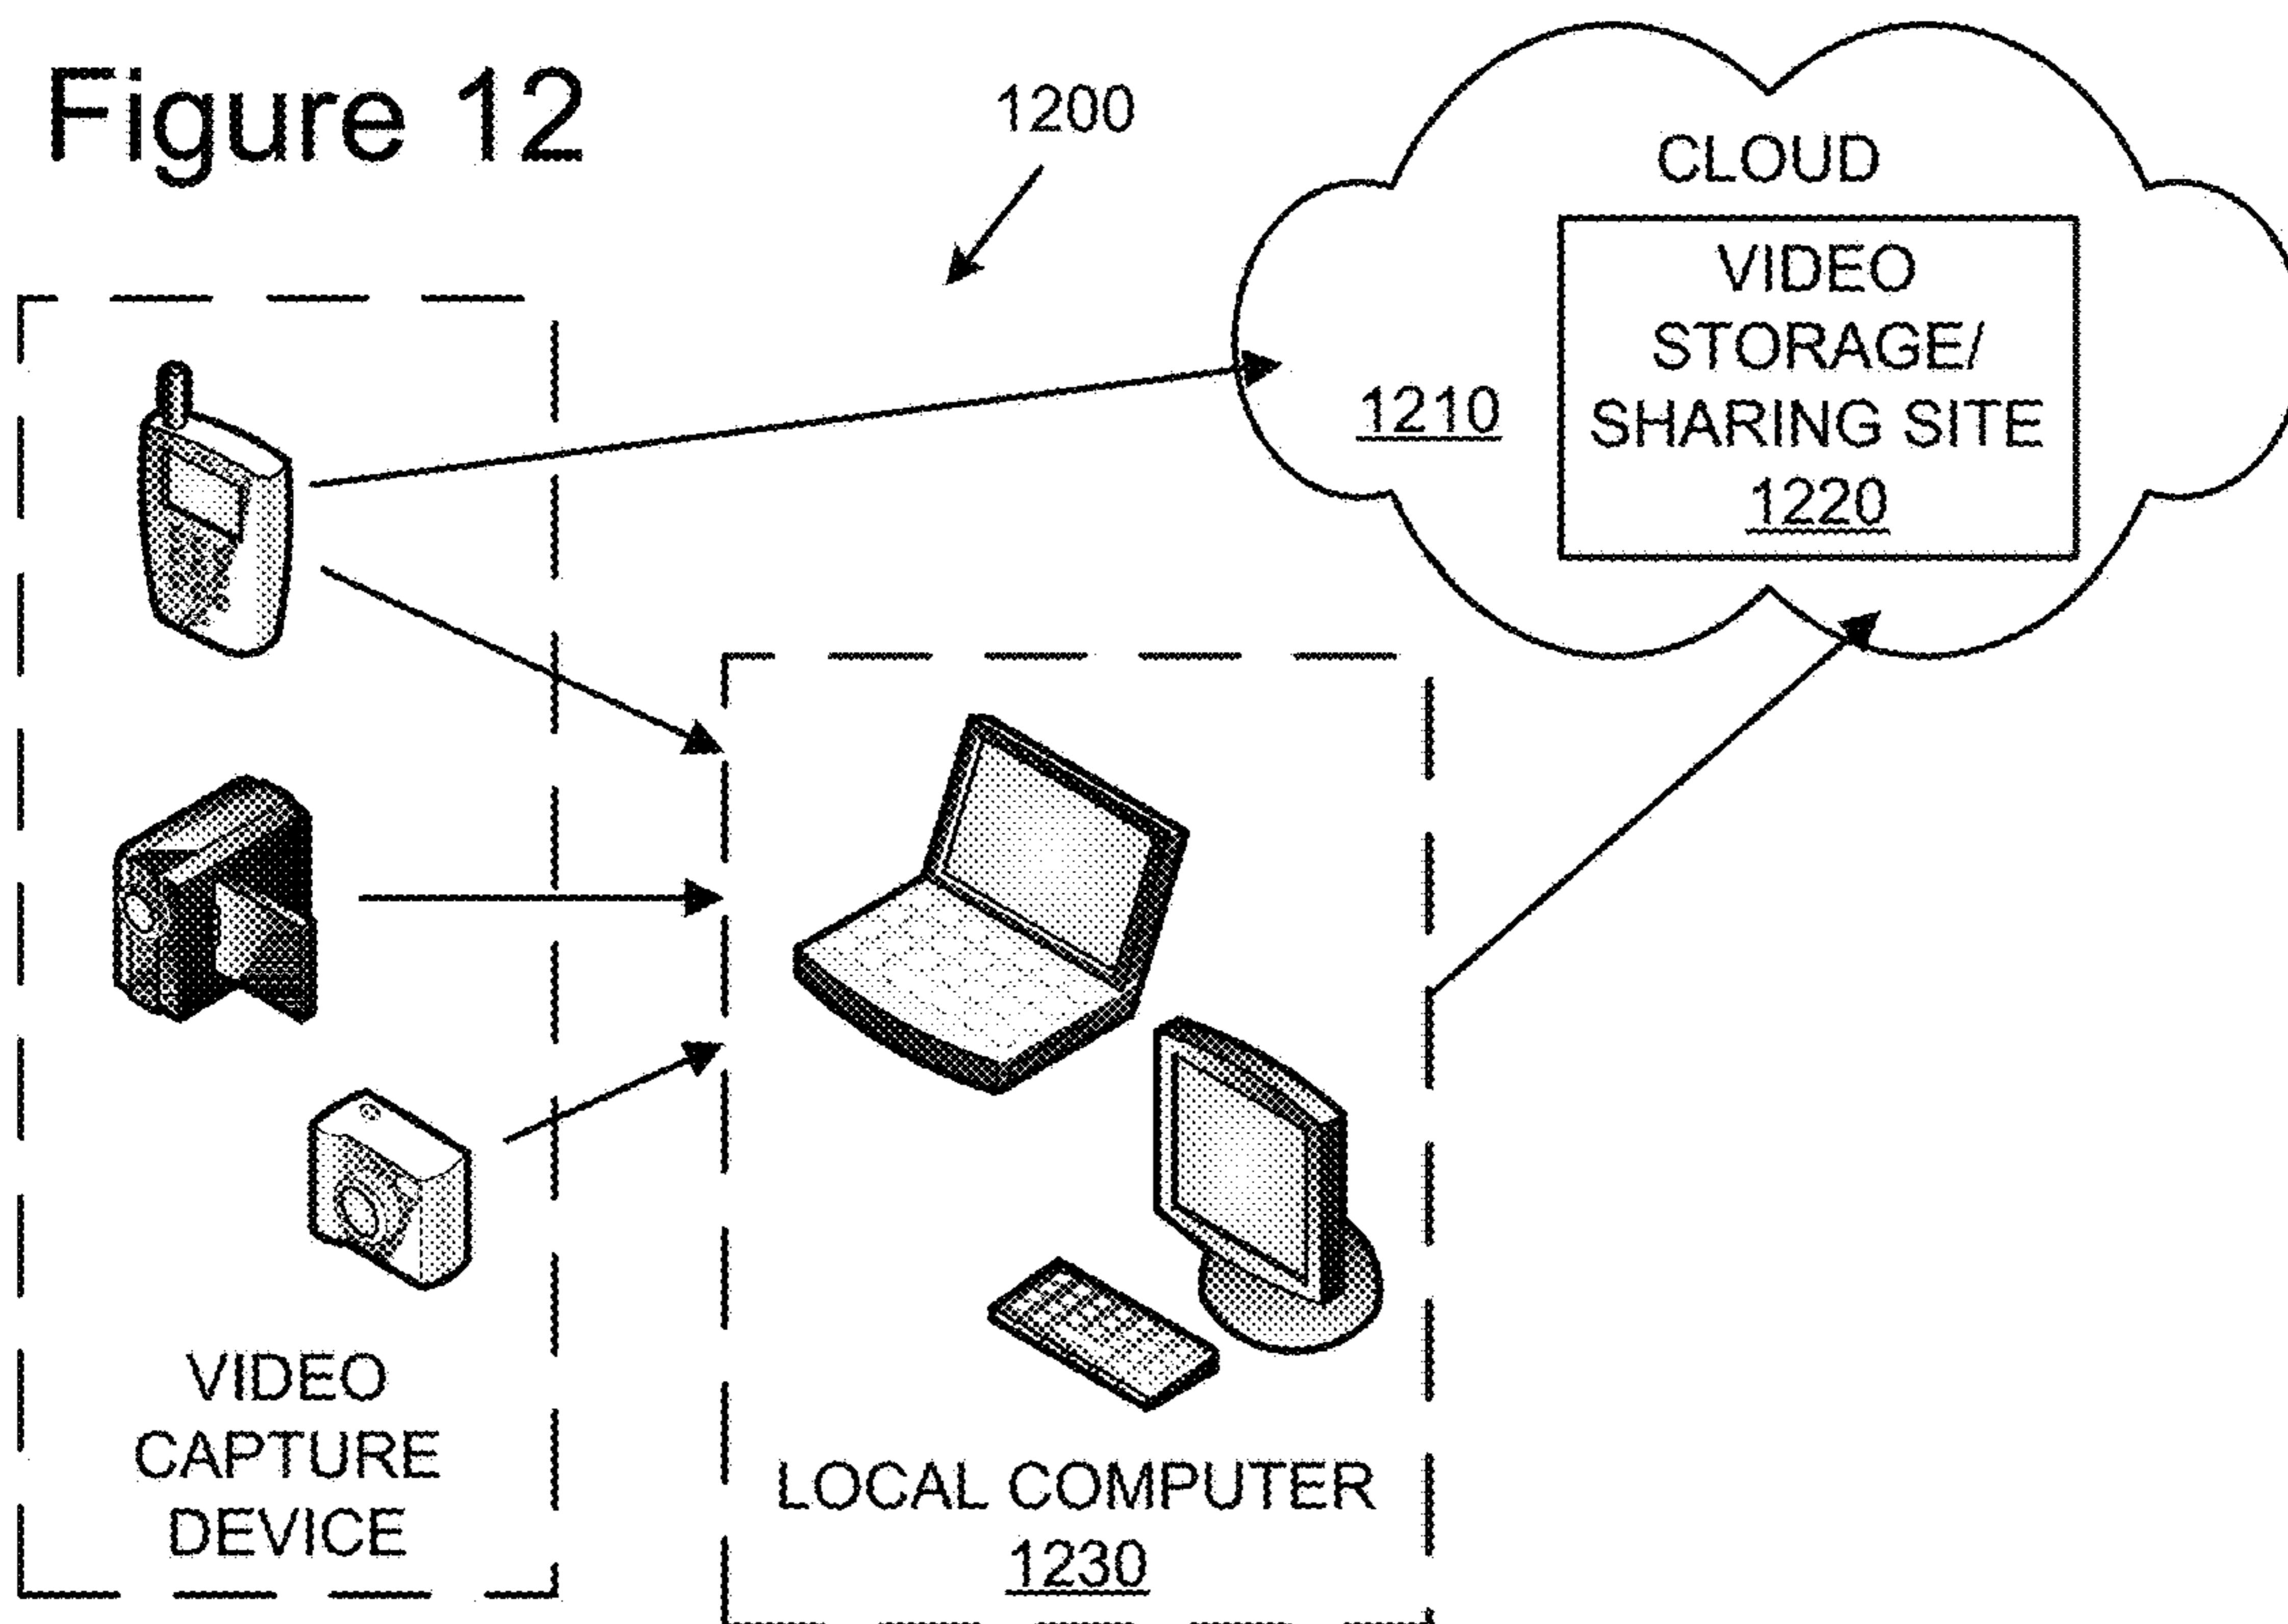 Figure 12
1200
CLOUD
VIDEO
STORAGE/
SHARING SITE
1220
1210
VIDEO
CAPTURE
DEVICE
LOCAL COMPUTER
1230